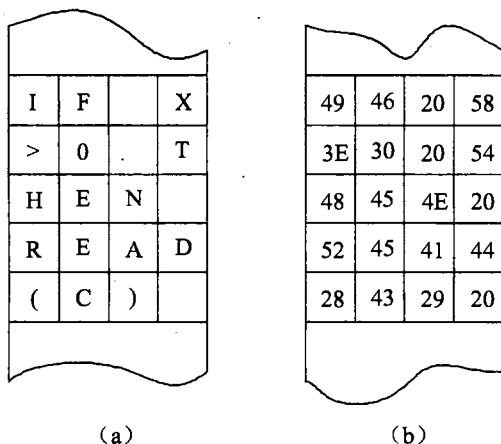 I F X
> 0 T
H E N
R E A D
( C )
(a)
49 46 20 58
3E 30 20 54
48 45 4E 20
52 45 41 44
28 43 29 20
(b)